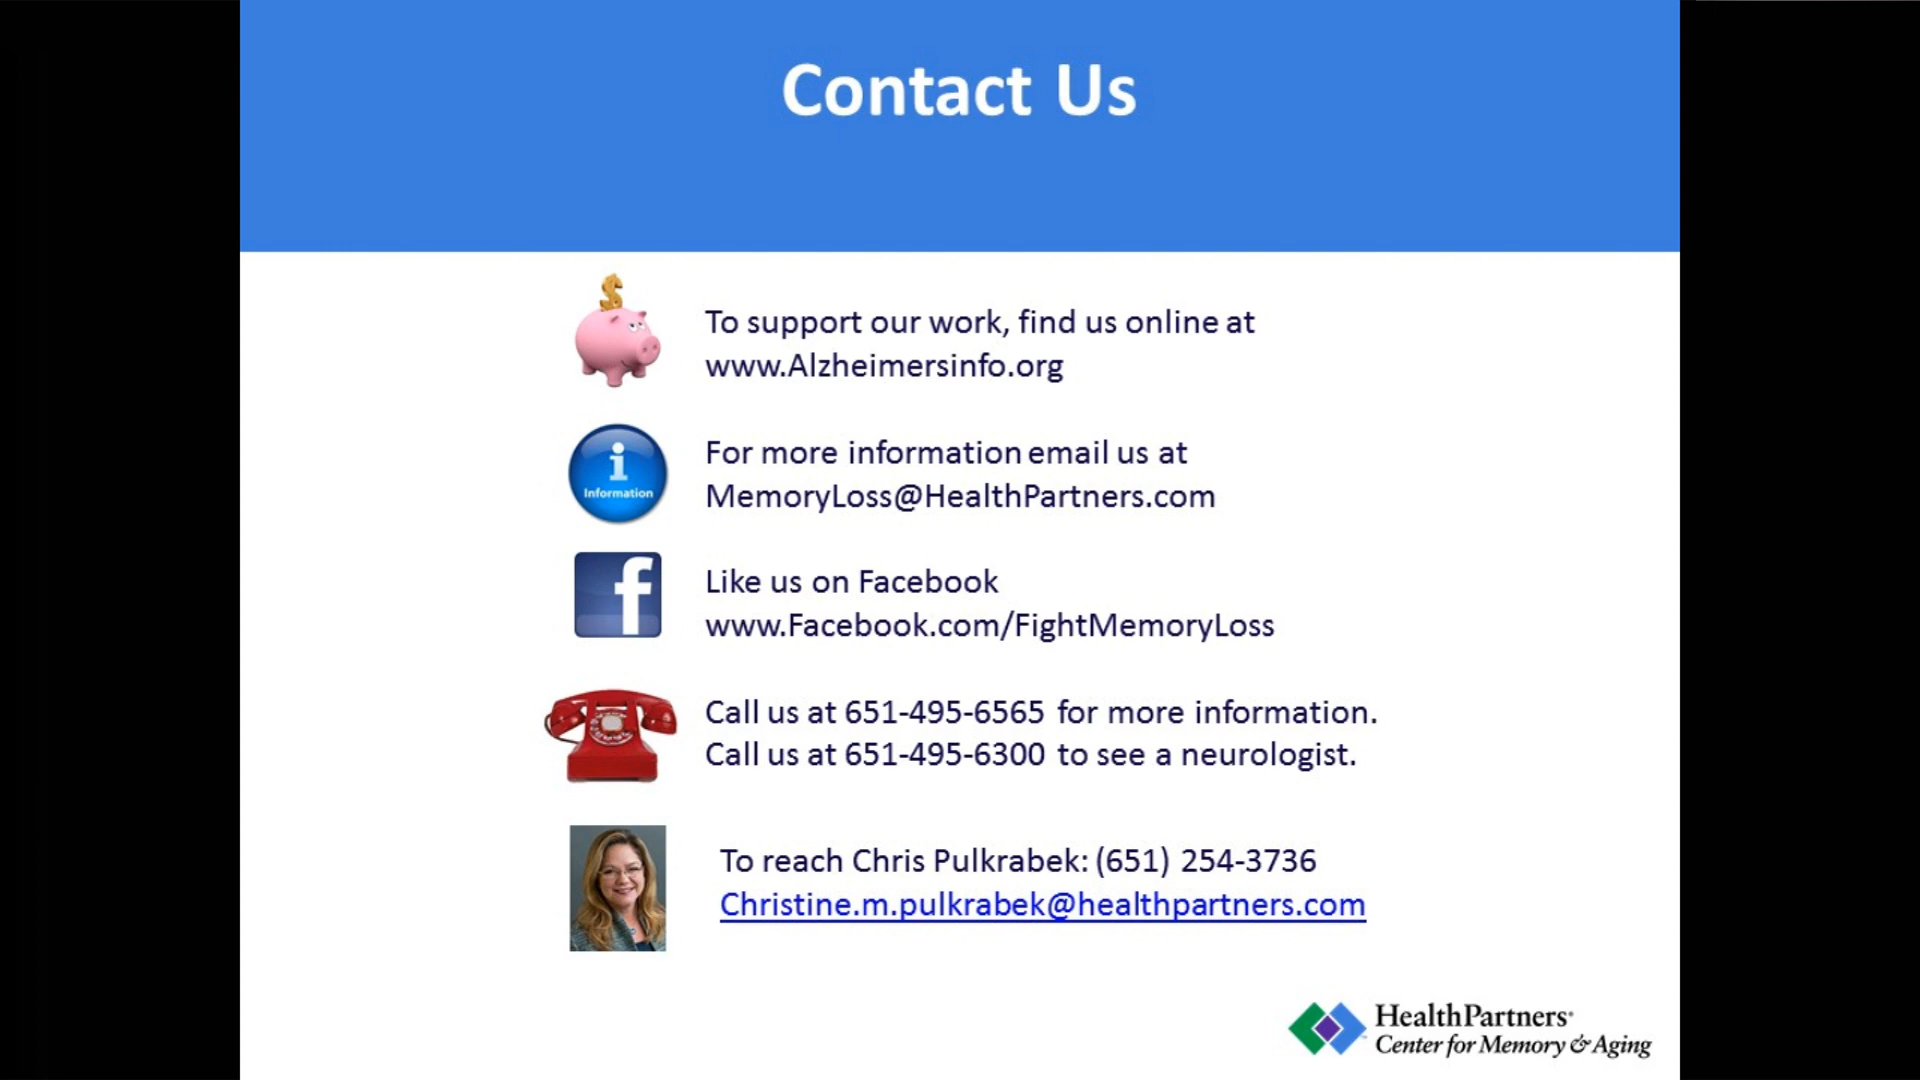 Contact Us
To support our work, find us online at
www.Alzheimersinfo.org
i
Information
For more information email us at
MemoryLoss@HealthPartners.com
f
Like us on Facebook
www.Facebook.com/FightMemoryLoss
Call us at 651-495-6565 for more information.
Call us at 651-495-6300 to see a neurologist.
To reach Chris Pulkrabek: (651) 254-3736
Christine.m.pulkrabek@healthpartners.com
HealthPartners®
Center for Memory & Aging